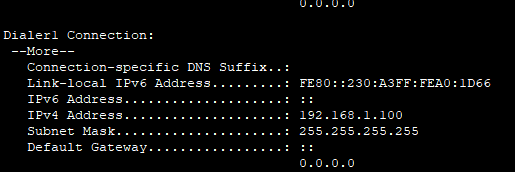 0.0.0.0
Dialer1 Connection:
--More--
Connection-specific DNS Suffix..:
Link-local IPv6 Address.........: FE80::230:A3FF:FEA0:1D66
IPv6 Address....................: ::
IPv4 Address....................: 192.168.1.100
Subnet Mask.....................: 255.255.255.255
Default Gateway.................: ::
0.0.0.0